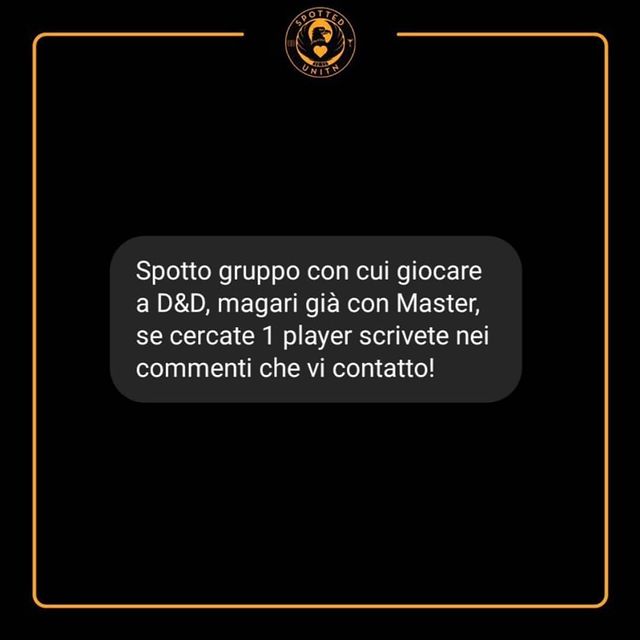 SPOTTED
UNITN
Spotto gruppo con cui giocare
a D&D, magari già con Master,
se cercate 1 player scrivete nei
commenti che vi contatto!